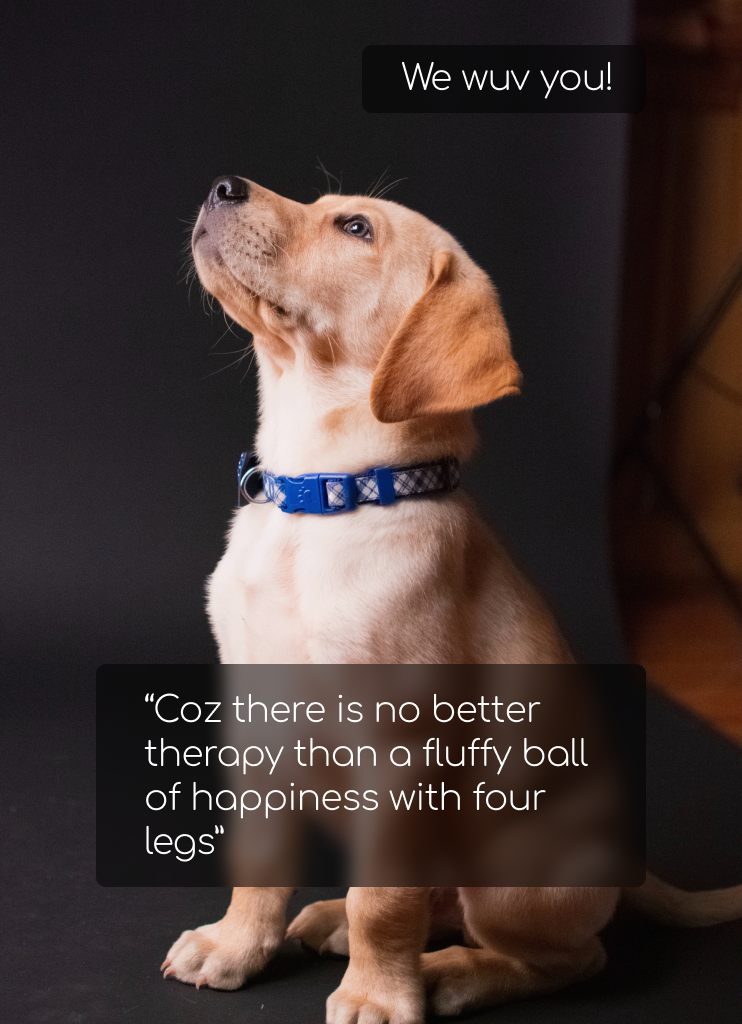 We wuv you!
“Coz there is no better
therapy than a fluffy ball
of happiness with four
legs”